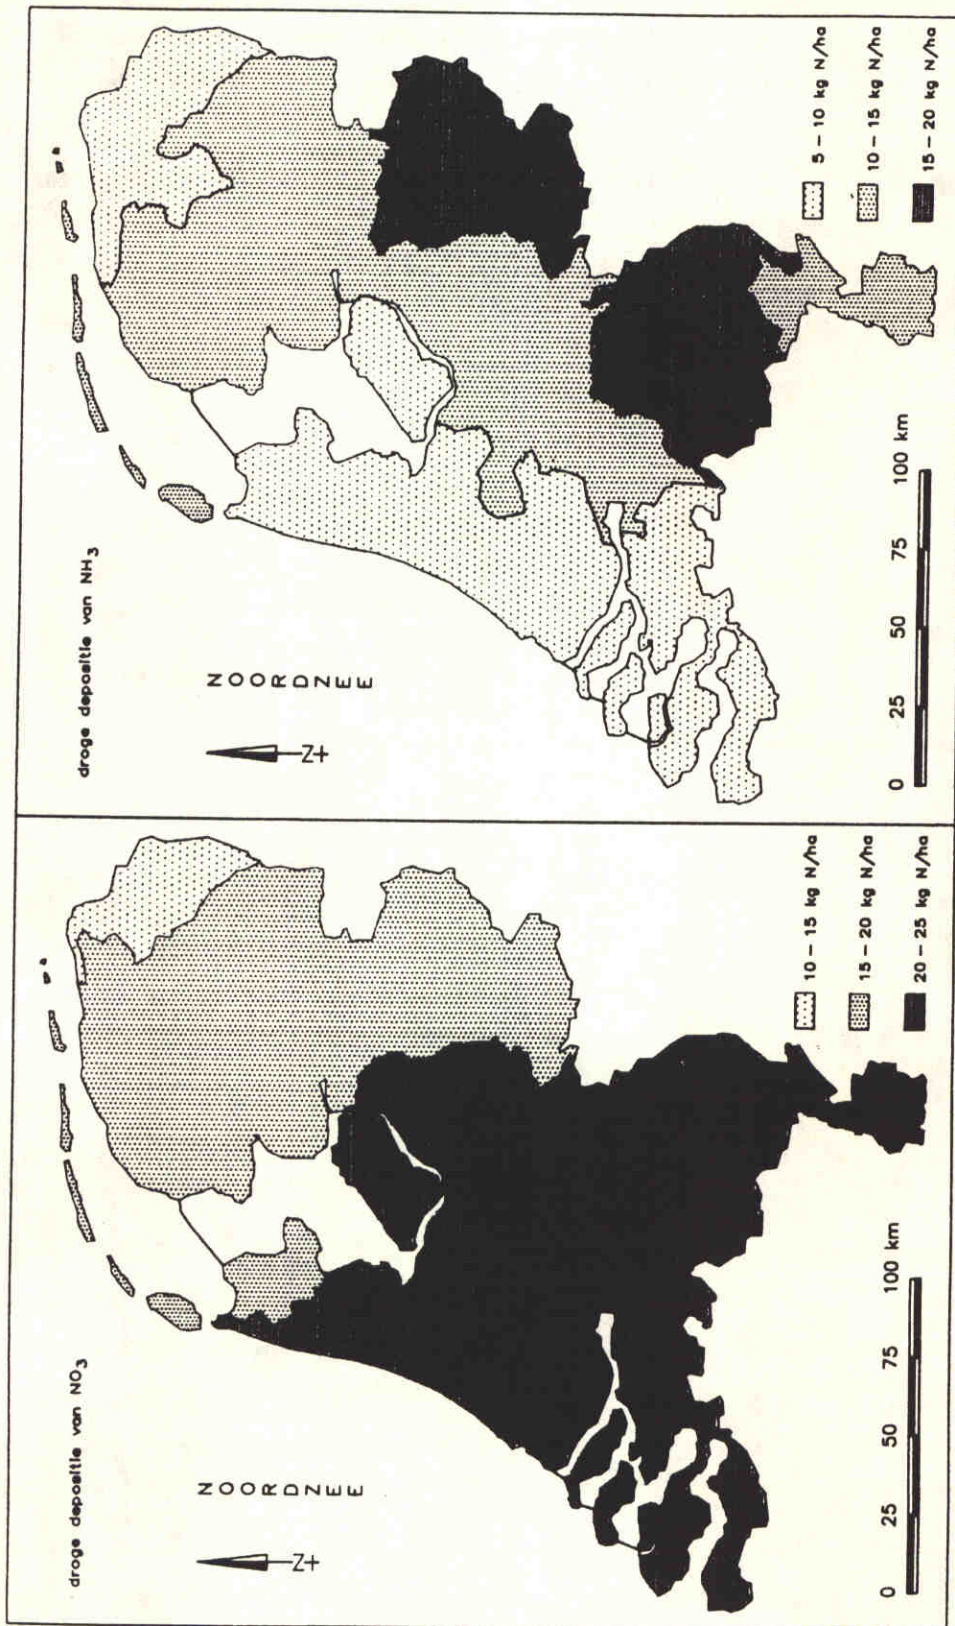 droge depositie van NO3
NOORDZEE
Z+
10 – 15 kg N/ha
15 – 20 kg N/ha
20 – 25 kg N/ha
0 25 50 75 100 km
droge depositie van NH3
NOORDZEE
Z+
5 – 10 kg N/ha
10 – 15 kg N/ha
15 – 20 kg N/ha
0 25 50 75 100 km